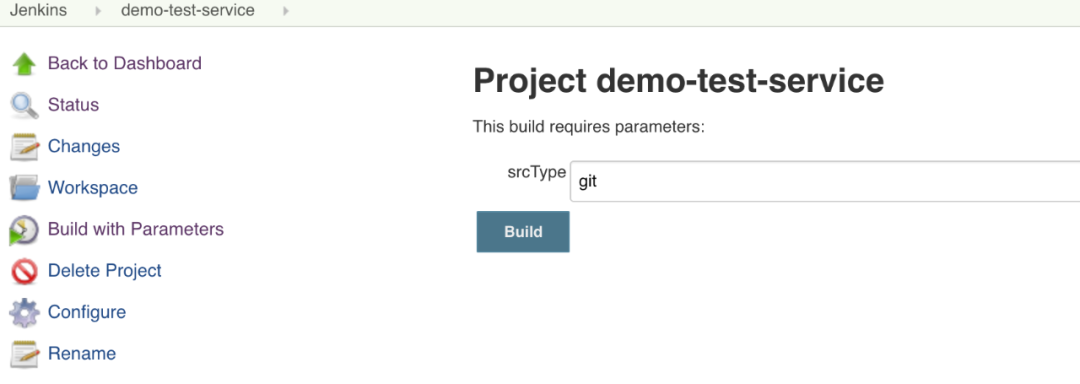 Jenkins demo-test-service
Back to Dashboard
Status
Changes
Workspace
Build with Parameters
Delete Project
Configure
Rename
Project demo-test-service
This build requires parameters:
srcType git
Build